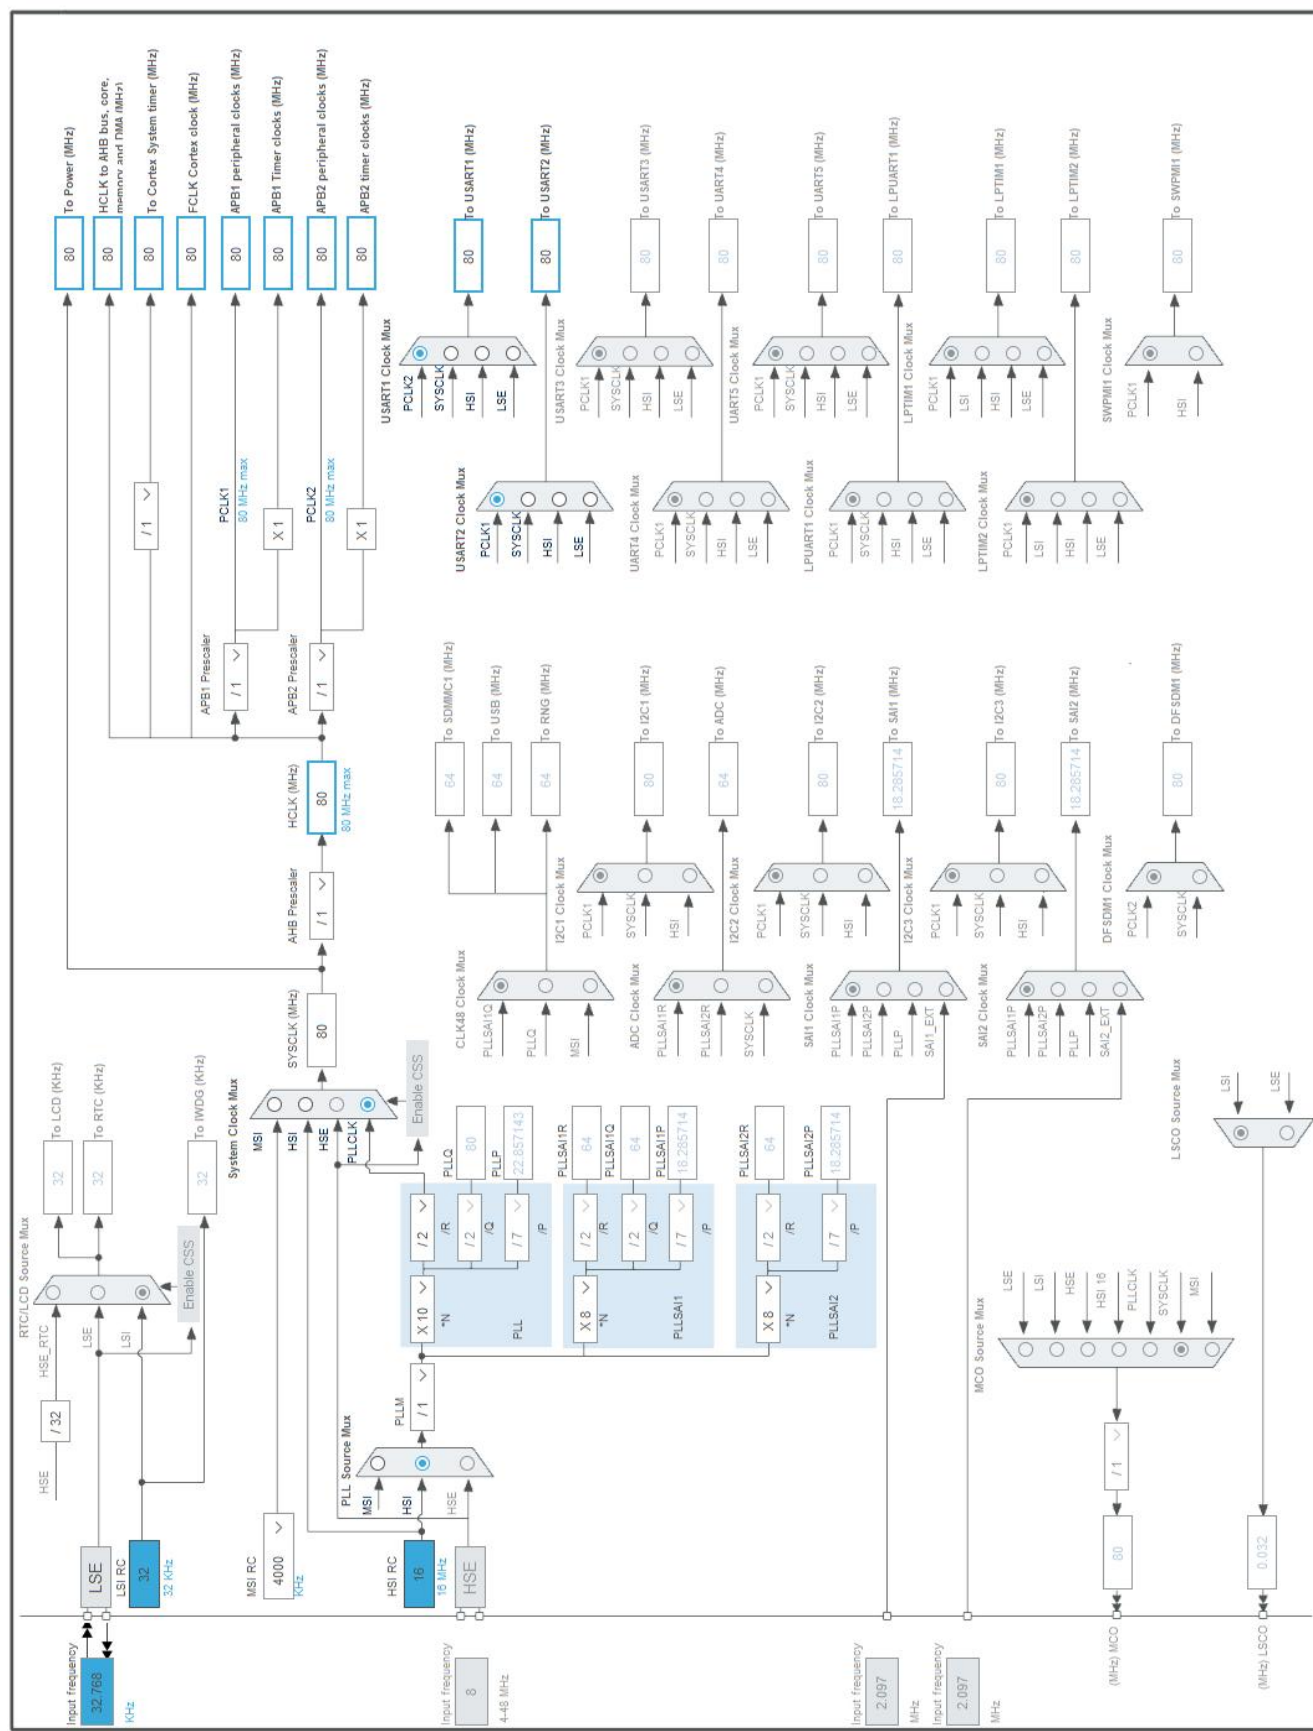 Input frequency
32.768
KHz
LSE
LSI RC
32
32 KHz
HSE
/ 32
HSE_RTC
LSE
LSI
RTC/LCD Source Mux
Enable CSS
32
To LCD (KHz)
32
To RTC (KHz)
32
To IWDG (KHz)
MSI RC
4000
KHz
HSI RC
16
16 MHz
Input frequency
8
4-48 MHz
HSE
PLL Source Mux
MSI
HSI
HSE
PLLM
/ 1
System Clock Mux
MSI
HSI
HSE
PLLCLK
Enable CSS
X 10
*N
PLL
/ 2
/R
/ 2
/Q
/ 7
/P
PLLQ
80
PLLP
22.857143
X 8
*N
PLLSAI1
/ 2
/R
/ 2
/Q
/ 7
/P
PLLSAI1R
64
PLLSAI1Q
64
PLLSAI1P
18.285714
X 8
*N
PLLSAI2
/ 2
/R
/ 7
/P
PLLSAI2R
64
PLLSAI2P
18.285714
SYSCLK (MHz)
80
AHB Prescaler
/ 1
HCLK (MHz)
80
80 MHz max
APB1 Prescaler
/ 1
APB2 Prescaler
/ 1
/ 1
PCLK1
80 MHz max
X 1
PCLK2
80 MHz max
X 1
80
To Power (MHz)
80
HCLK to AHB bus, core,
memory and DMA (MHz)
80
To Cortex System timer (MHz)
80
FCLK Cortex clock (MHz)
80
APB1 peripheral clocks (MHz)
80
APB1 Timer clocks (MHz)
80
APB2 peripheral clocks (MHz)
80
APB2 timer clocks (MHz)
CLK48 Clock Mux
PLLSAI1Q
PLLQ
MSI
64
To SDMMC1 (MHz)
64
To USB (MHz)
64
To RNG (MHz)
I2C1 Clock Mux
PCLK1
SYSCLK
HSI
80
To I2C1 (MHz)
ADC Clock Mux
PLLSAI1R
PLLSAI2R
SYSCLK
64
To ADC (MHz)
I2C2 Clock Mux
PCLK1
SYSCLK
HSI
80
To I2C2 (MHz)
SAI1 Clock Mux
PLLSAI1P
PLLSAI2P
PLLP
SAI1_EXT
18.285714
To SAI1 (MHz)
I2C3 Clock Mux
PCLK1
SYSCLK
HSI
80
To I2C3 (MHz)
SAI2 Clock Mux
PLLSAI1P
PLLSAI2P
PLLP
SAI2_EXT
18.285714
To SAI2 (MHz)
DFSDM1 Clock Mux
PCLK2
SYSCLK
80
To DFSDM1 (MHz)
USART1 Clock Mux
PCLK2
SYSCLK
HSI
LSE
80
To USART1 (MHz)
USART2 Clock Mux
PCLK1
SYSCLK
HSI
LSE
80
To USART2 (MHz)
USART3 Clock Mux
PCLK1
SYSCLK
HSI
LSE
80
To USART3 (MHz)
UART4 Clock Mux
PCLK1
SYSCLK
HSI
LSE
80
To UART4 (MHz)
UART5 Clock Mux
PCLK1
SYSCLK
HSI
LSE
80
To UART5 (MHz)
LPUART1 Clock Mux
PCLK1
SYSCLK
HSI
LSE
80
To LPUART1 (MHz)
LPTIM1 Clock Mux
PCLK1
LSI
HSI
LSE
80
To LPTIM1 (MHz)
LPTIM2 Clock Mux
PCLK1
LSI
HSI
LSE
80
To LPTIM2 (MHz)
SWPMI1 Clock Mux
PCLK1
HSI
80
To SWPMI1 (MHz)
Input frequency
2.097
MHz
Input frequency
2.097
MHz
MCO Source Mux
LSE
LSI
HSE
HSI 16
PLLCLK
SYSCLK
MSI
/ 1
80
(MHz) MCO
LSCO Source Mux
LSI
LSE
0.032
(MHz) LSCO